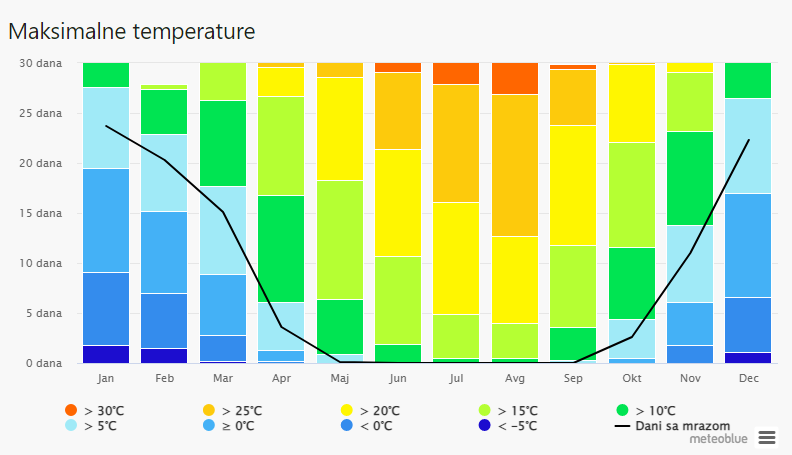 Maksimalne temperature
30 dana
25 dana
20 dana
15 dana
10 dana
5 dana
0 dana
Jan Feb Mar Apr Maj Jun Jul Avg Sep Okt Nov Dec
> 30°C > 25°C > 20°C > 15°C > 10°C
> 5°C ≥ 0°C < 0°C < -5°C Dani sa mrazom
meteoblue